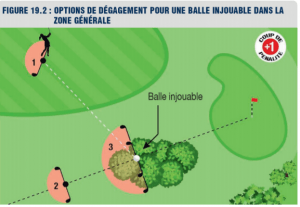 FIGURE 19.2 : OPTIONS DE DÉGAGEMENT POUR UNE BALLE INJOUABLE DANS LA
ZONE GÉNÉRALE
COUP DE
+1
PÉNALITÉ
1
Balle injouable
3
2